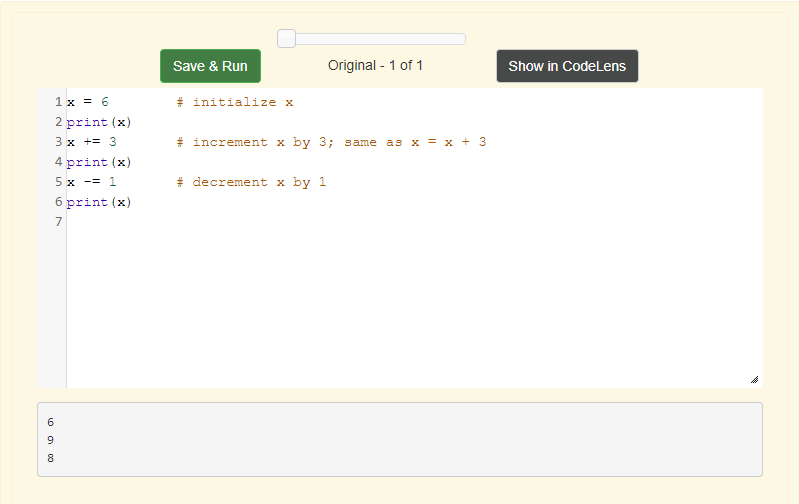 Save & Run
Original - 1 of 1
Show in CodeLens
1 x = 6 # initialize x
2 print(x)
3 x += 3 # increment x by 3; same as x = x + 3
4 print(x)
5 x -= 1 # decrement x by 1
6 print(x)
7
6
9
8